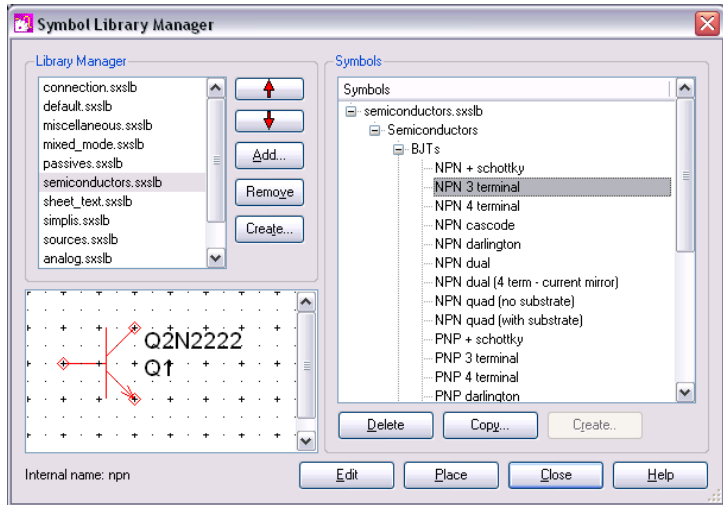 Symbol Library Manager
Library Manager
connection.sxslb
default.sxslb
miscellaneous.sxslb
mixed_mode.sxslb
passives.sxslb
semiconductors.sxslb
sheet_text.sxslb
simplis.sxslb
sources.sxslb
analog.sxslb
Add...
Remove
Create...
Q2N2222
Q1
Internal name: npn
Symbols
Symbols
semiconductors.sxslb
Semiconductors
BJTs
NPN + schottky
NPN 3 terminal
NPN 4 terminal
NPN cascode
NPN darlington
NPN dual
NPN dual (4 term - current mirror)
NPN quad (no substrate)
NPN quad (with substrate)
PNP + schottky
PNP 3 terminal
PNP 4 terminal
PNP darlington
Delete
Copy...
Create..
Edit
Place
Close
Help